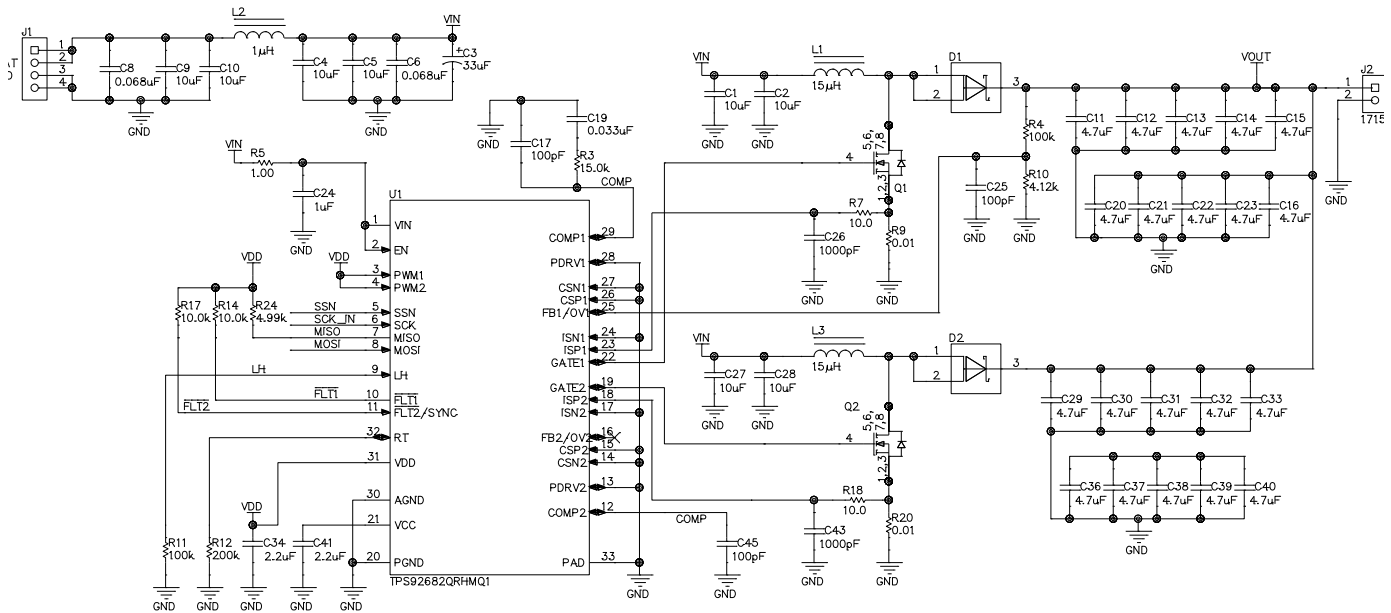 J1
1
2
3
4
C8
0.068uF
C9
10uF
C10
10uF
L2
1µH
C4
10uF
C5
10uF
C6
0.068uF
VIN
C3
33uF
GND
GND
GND
C17
100pF
C19
0.033uF
R3
15.0k
COMP
VIN
R5
1.00
C24
1uF
GND
U1
1
VIN
2
EN
VDD
3
PWM1
4
PWM2
VDD
R17
10.0k
R14
10.0k
R24
4.99k
SSN
5
SSN
SCK_IN
6
SCK
MISO
7
MISO
MOSI
8
MOSI
LH
9
LH
FLT1
10
FLT1
FLT2
11
FLT2/SYNC
32
RT
31
VDD
VDD
30
AGND
21
VCC
20
PGND
R11
100k
R12
200k
C34
2.2uF
C41
2.2uF
GND
GND
GND
GND
GND
TPS92682QRHMQ1
COMP1
29
PDRV1
28
CSN1
27
CSP1
26
FB1/OV1
25
ISN1
24
ISP1
23
GATE1
22
GATE2
19
ISP2
18
ISN2
17
FB2/OV2
16
CSP2
15
CSN2
14
PDRV2
13
COMP2
12
PAD
33
GND
COMP
C45
100pF
GND
VIN
C1
10uF
C2
10uF
GND
L1
15µH
D1
1
2
3
5,6,
7,8
4
1,2,3
Q1
R7
10.0
C26
1000pF
GND
R9
0.01
GND
C25
100pF
GND
R4
100k
R10
4.12k
GND
VOUT
C11
4.7uF
C12
4.7uF
C13
4.7uF
C14
4.7uF
C15
4.7uF
C20
4.7uF
C21
4.7uF
C22
4.7uF
C23
4.7uF
C16
4.7uF
GND
J2
1
2
1715
GND
VIN
C27
10uF
C28
10uF
GND
L3
15µH
D2
1
2
3
Q2
5,6,
7,8
4
1,2,3
R18
10.0
C43
1000pF
GND
R20
0.01
GND
C29
4.7uF
C30
4.7uF
C31
4.7uF
C32
4.7uF
C33
4.7uF
C36
4.7uF
C37
4.7uF
C38
4.7uF
C39
4.7uF
C40
4.7uF
GND